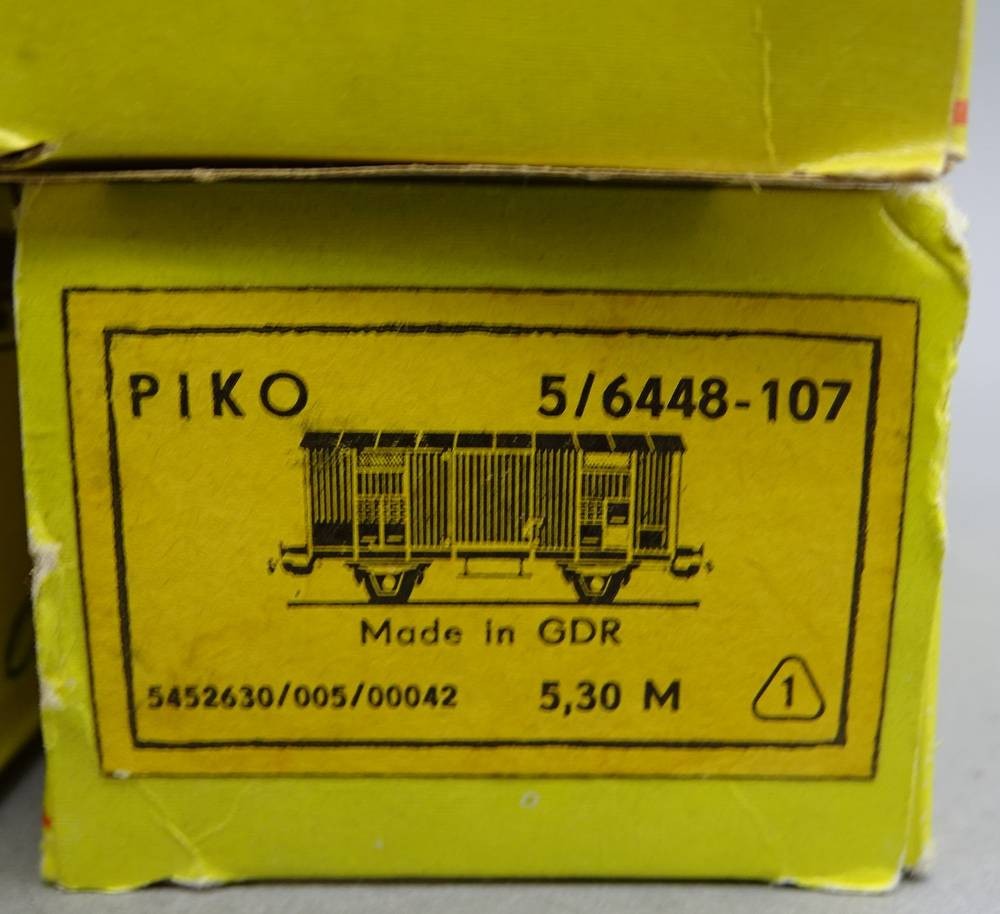 PIKO 5/6448-107
Made in GDR
5452630/005/00042 5,30 M 1